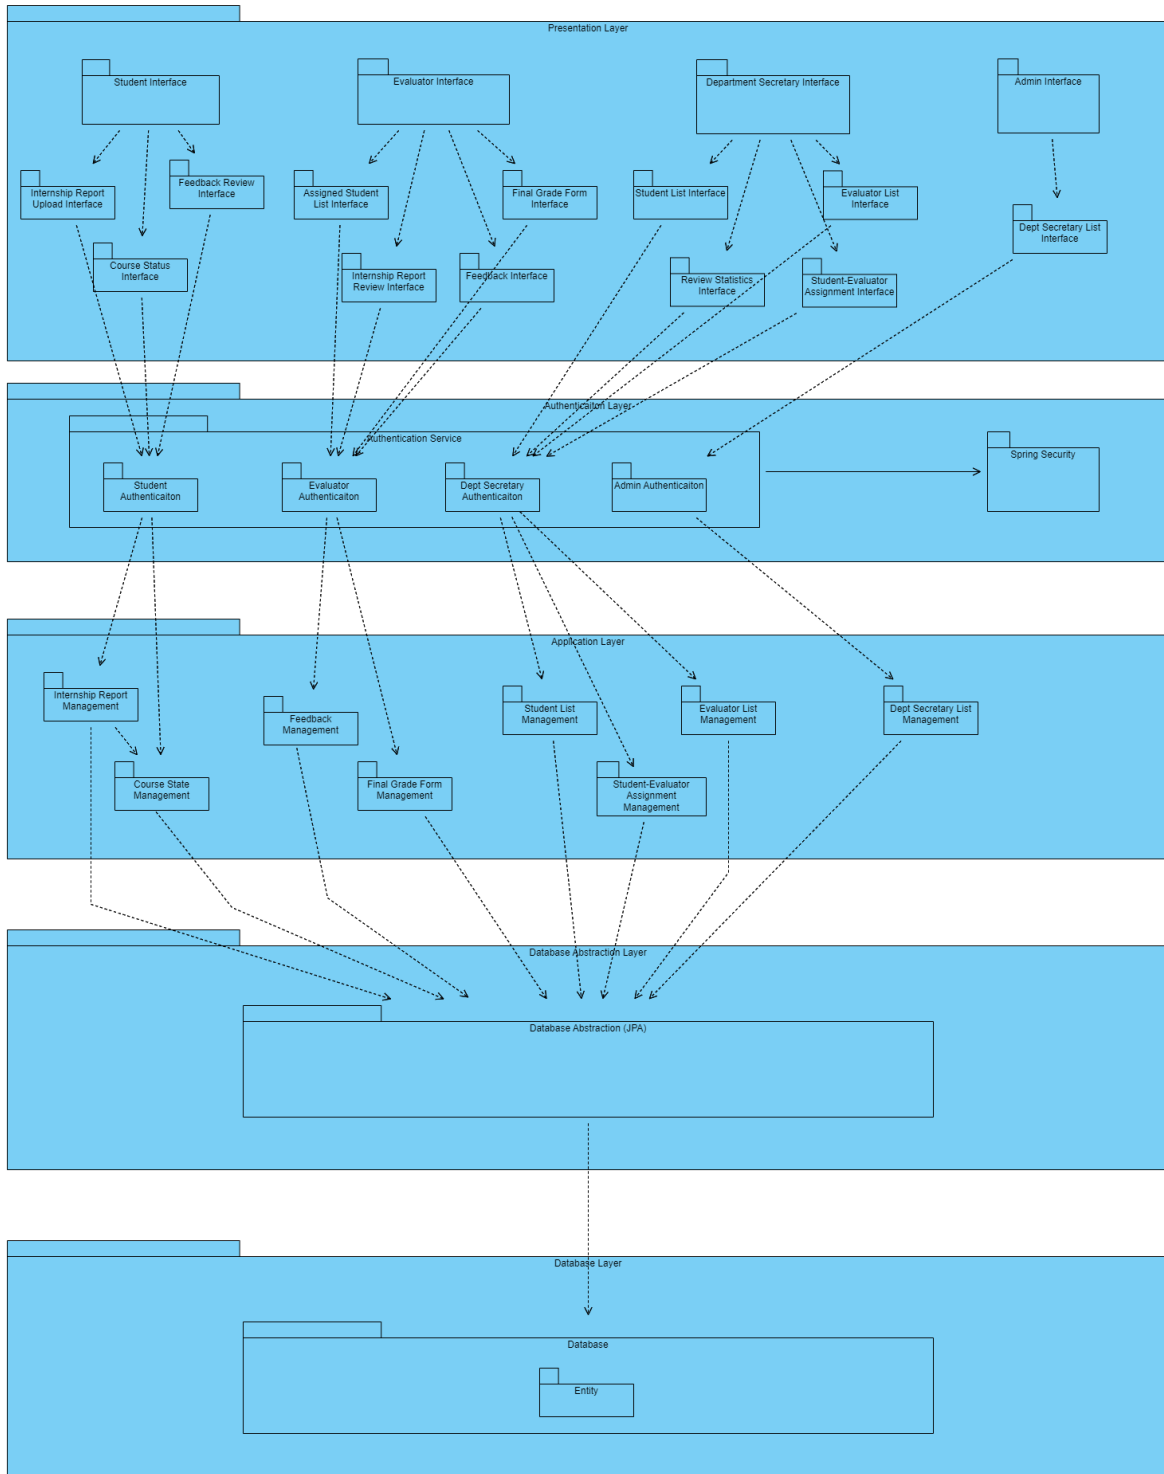 Presentation Layer
Student Interface
Evaluator Interface
Department Secretary Interface
Admin Interface
Internship Report
Upload Interface
Feedback Review
Interface
Assigned Student
List Interface
Final Grade Form
Interface
Student List Interface
Evaluator List
Interface
Dept Secretary List
Interface
Course Status
Interface
Internship Report
Review Interface
Feedback Interface
Review Statistics
Interface
Student-Evaluator
Assignment Interface
Authenticaiton Layer
Authentication Service
Spring Security
Student
Authenticaiton
Evaluator
Authenticaiton
Dept Secretary
Authenticaiton
Admin Authenticaiton
Application Layer
Internship Report
Management
Feedback
Management
Student List
Management
Evaluator List
Management
Dept Secretary List
Management
Course State
Management
Final Grade Form
Management
Student-Evaluator
Assignment
Management
Database Abstraction Layer
Database Abstraction (JPA)
Database Layer
Database
Entity